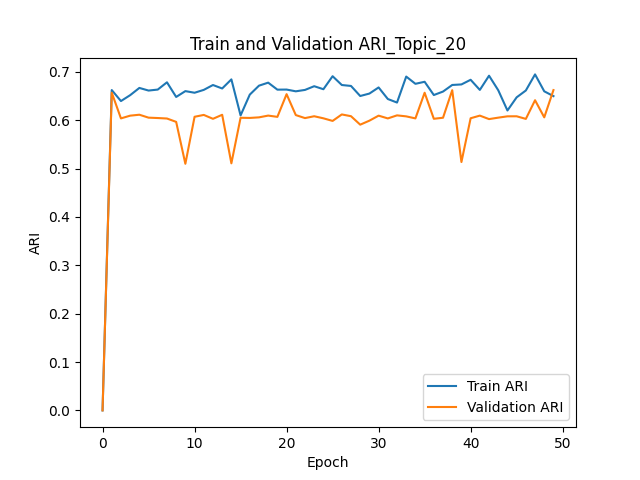 Train and Validation ARI_Topic_20
0.7
0.6
0.5
0.4
0.3
0.2
0.1
0.0
ARI
0 10 20 30 40 50
Epoch
Train ARI
Validation ARI